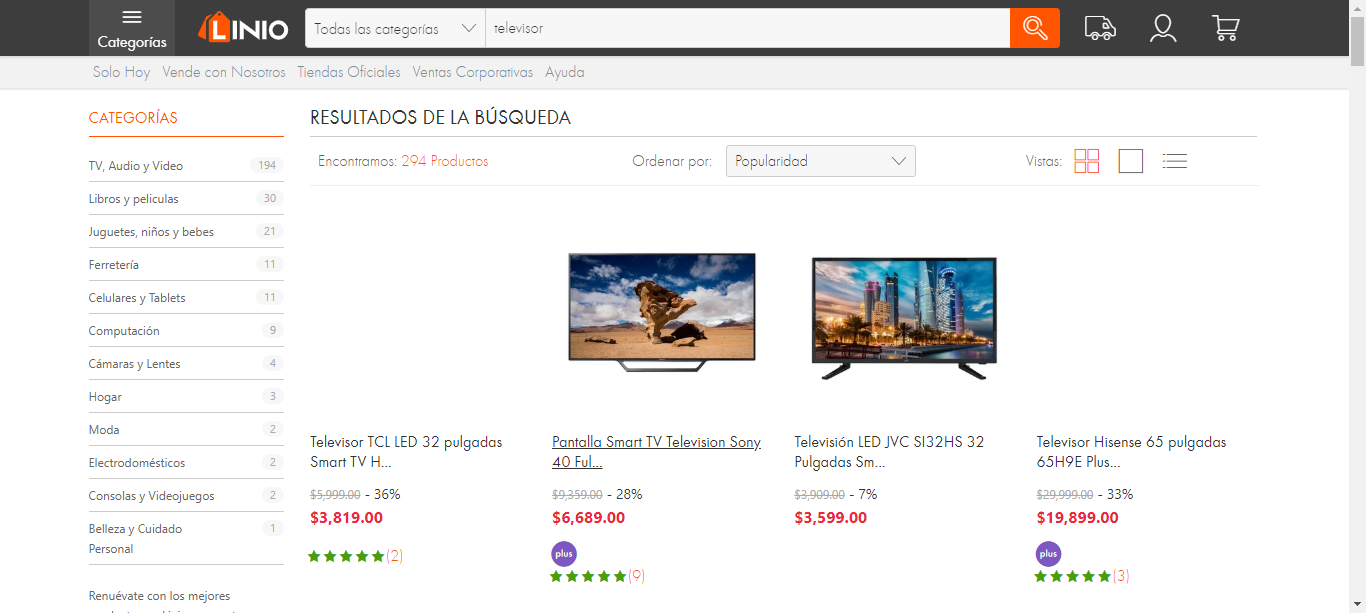 Categorías
LINIO
Todas las categorías
televisor
Solo Hoy Vende con Nosotros Tiendas Oficiales Ventas Corporativas Ayuda
CATEGORÍAS
TV, Audio y Video 194
Libros y peliculas 30
Juguetes, niños y bebes 21
Ferretería 11
Celulares y Tablets 11
Computación 9
Cámaras y Lentes 4
Hogar 3
Moda 2
Electrodomésticos 2
Consolas y Videojuegos 2
Belleza y Cuidado 1
Personal
Renuévate con los mejores
RESULTADOS DE LA BÚSQUEDA
Encontramos: 294 Productos
Ordenar por: Popularidad
Vistas:
Televisor TCL LED 32 pulgadas
Smart TV H...
$5,999.00 - 36%
$3,819.00
(2)
Pantalla Smart TV Television Sony
40 Ful...
$9,359.00 - 28%
$6,689.00
plus
(9)
Televisión LED JVC SI32HS 32
Pulgadas Sm...
$3,909.00 - 7%
$3,599.00
Televisor Hisense 65 pulgadas
65H9E Plus...
$29,999.00 - 33%
$19,899.00
plus
(3)